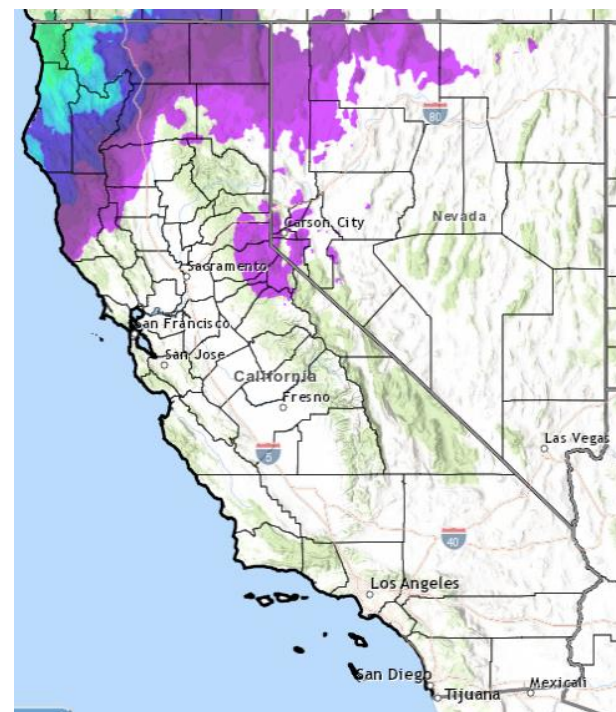 80
Carson City
Nevada
Sacramento
San Francisco
San Jose
California
Fresno
Las Vegas
5
40
Los Angeles
San Diego
Tijuana
Mexicali